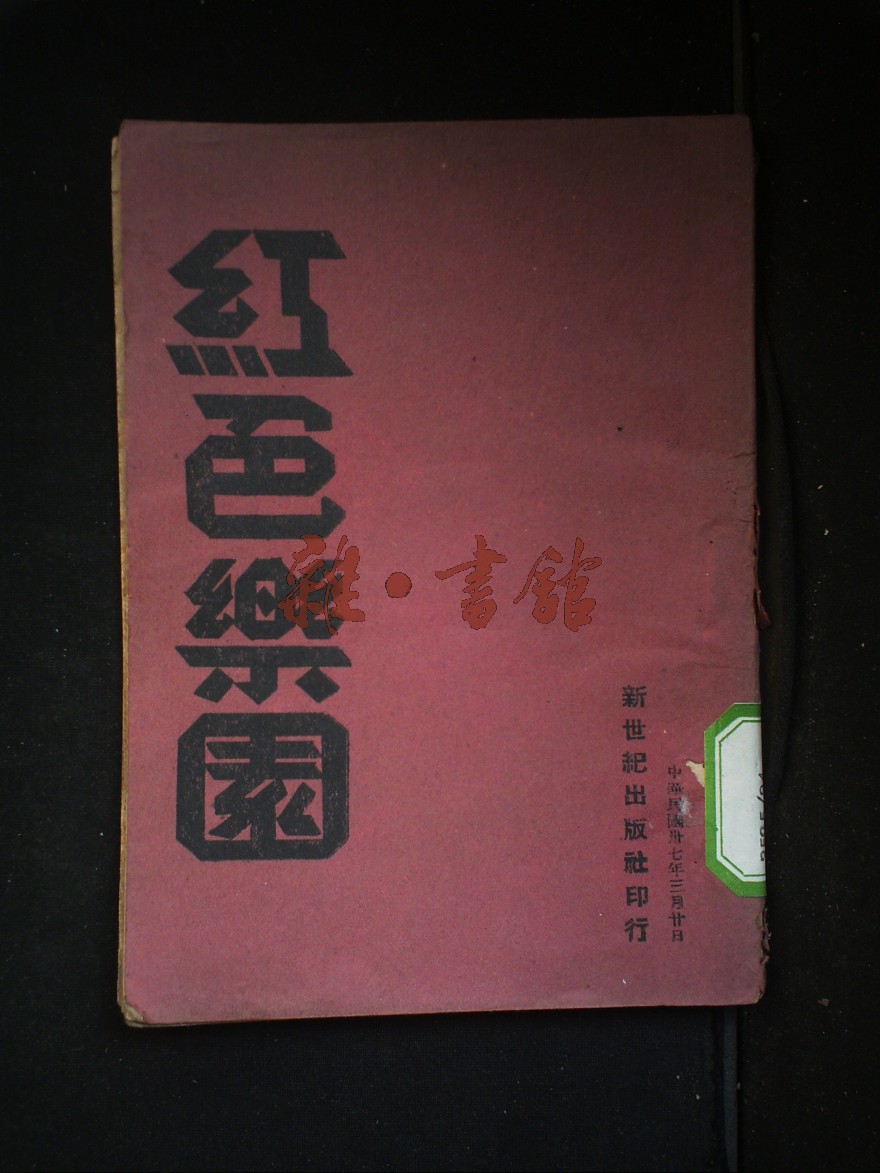 紅色樂園
雜·書館
新世紀出版社印行
中華民國卅七年三月廿日